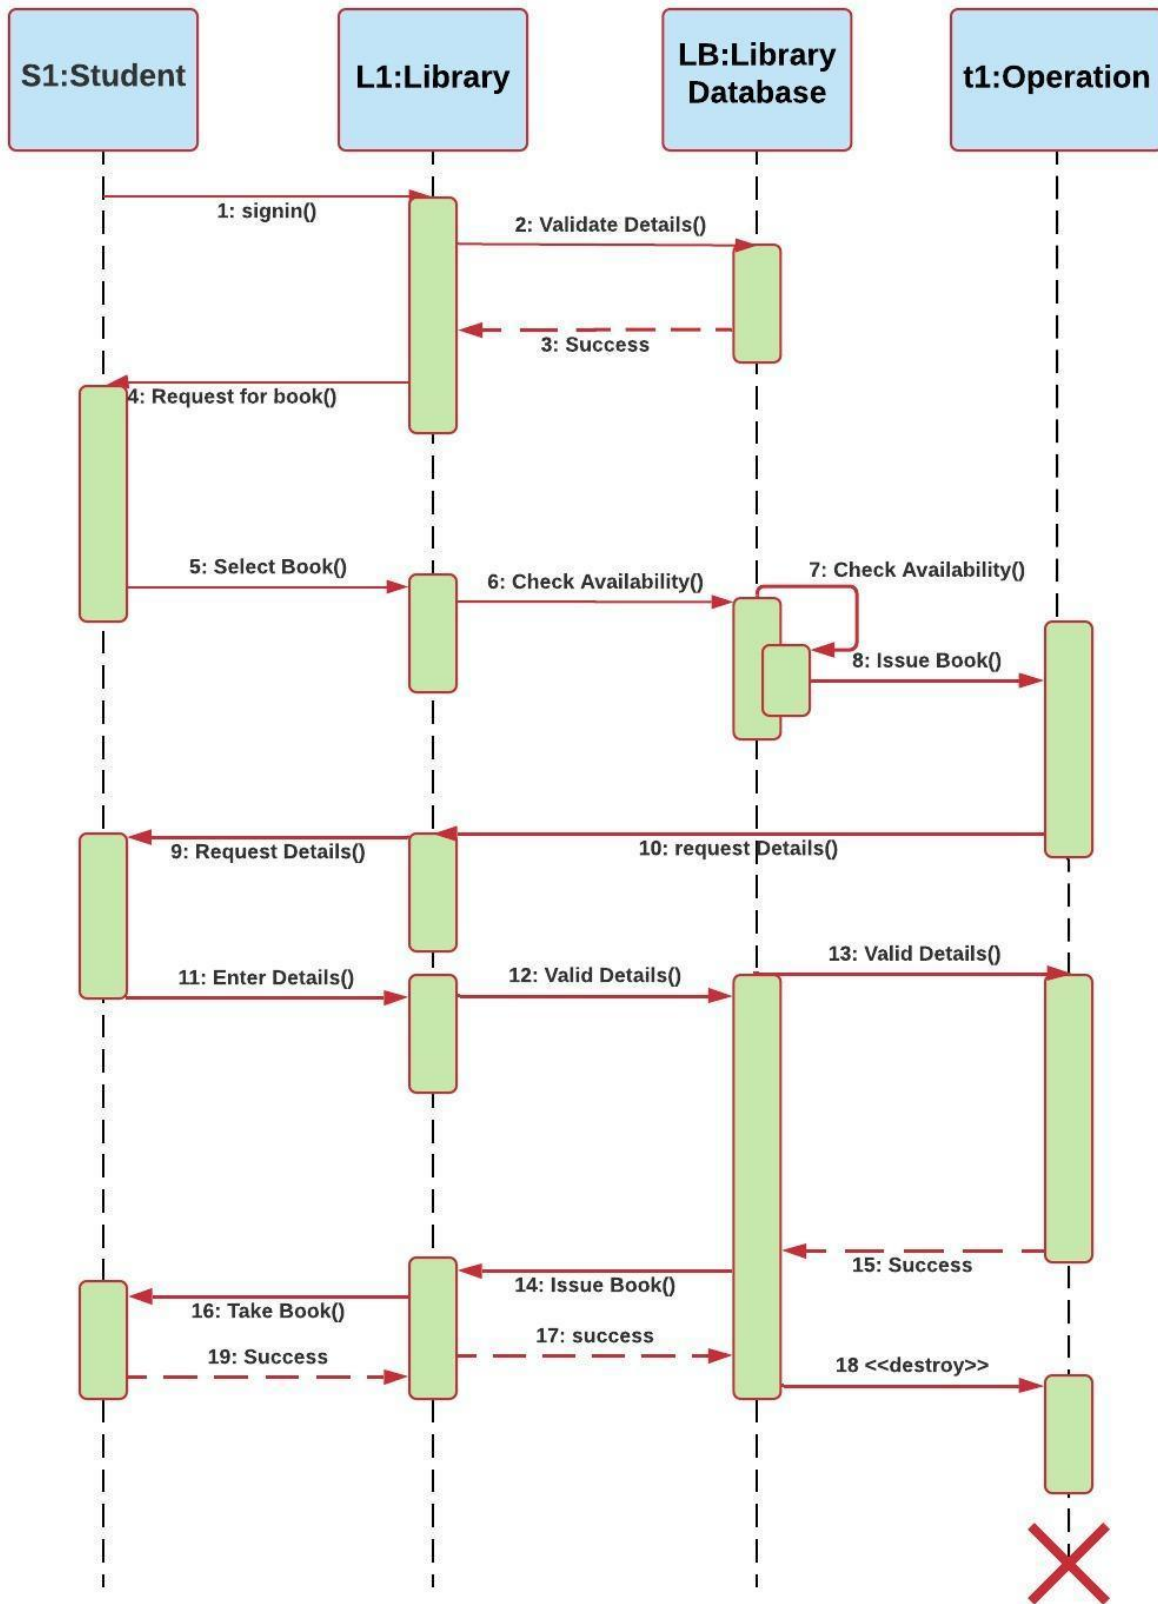 S1:Student
L1:Library
LB:Library
Database
t1:Operation
1: signin()
2: Validate Details()
3: Success
4: Request for book()
5: Select Book()
6: Check Availability()
7: Check Availability()
8: Issue Book()
9: Request Details()
10: request Details()
11: Enter Details()
12: Valid Details()
13: Valid Details()
15: Success
14: Issue Book()
16: Take Book()
17: success
19: Success
18 <<destroy>>